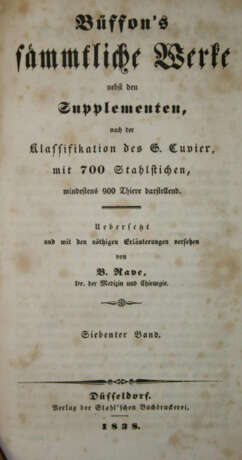 Büffon's
sämmtliche Werke
nebst den
Supplementen,
nach der
Klassifikation des G. Cuvier,
mit 700 Stahlstichen,
mindestens 900 Thiere darstellend.
Uebersetzt
und mit den nöthigen Erläuterungen versehen
von
B. Rave,
Dr. der Medizin und Chirurgie.
Siebenter Band.
Düsseldorf.
Verlag der Stahl'schen Buchdruckerei.
1838.